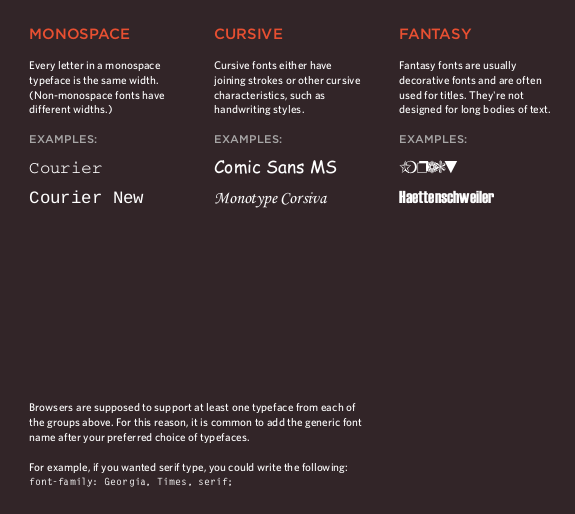 MONOSPACE
Every letter in a monospace
typeface is the same width.
(Non-monospace fonts have
different widths.)
EXAMPLES:
Courier
Courier New
CURSIVE
Cursive fonts either have
joining strokes or other cursive
characteristics, such as
handwriting styles.
EXAMPLES:
Comic Sans MS
Monotype Corsiva
FANTASY
Fantasy fonts are usually
decorative fonts and are often
used for titles. They're not
designed for long bodies of text.
EXAMPLES:
Haettenschweiler
Browsers are supposed to support at least one typeface from each of
the groups above. For this reason, it is common to add the generic font
name after your preferred choice of typefaces.
For example, if you wanted serif type, you could write the following:
font-family: Georgia, Times, serif;